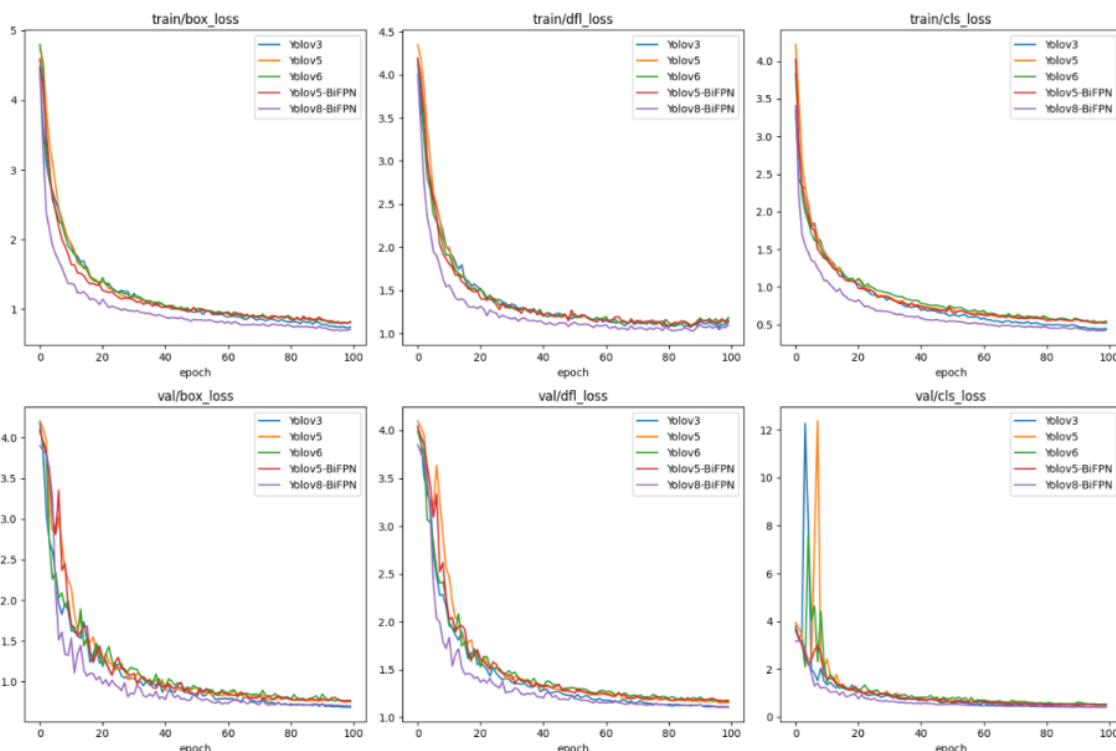 train/box_loss
5
4
3
2
1
0 20 40 60 80 100
epoch
Yolov3
Yolov5
Yolov6
Yolov5-BiFPN
Yolov8-BiFPN
train/dfl_loss
4.5
4.0
3.5
3.0
2.5
2.0
1.5
1.0
0 20 40 60 80 100
epoch
Yolov3
Yolov5
Yolov6
Yolov5-BiFPN
Yolov8-BiFPN
train/cls_loss
4.0
3.5
3.0
2.5
2.0
1.5
1.0
0.5
0 20 40 60 80 100
epoch
Yolov3
Yolov5
Yolov6
Yolov5-BiFPN
Yolov8-BiFPN
val/box_loss
4.0
3.5
3.0
2.5
2.0
1.5
1.0
0 20 40 60 80 100
epoch
Yolov3
Yolov5
Yolov6
Yolov5-BiFPN
Yolov8-BiFPN
val/dfl_loss
4.0
3.5
3.0
2.5
2.0
1.5
1.0
0 20 40 60 80 100
epoch
Yolov3
Yolov5
Yolov6
Yolov5-BiFPN
Yolov8-BiFPN
val/cls_loss
12
10
8
6
4
2
0
0 20 40 60 80 100
epoch
Yolov3
Yolov5
Yolov6
Yolov5-BiFPN
Yolov8-BiFPN